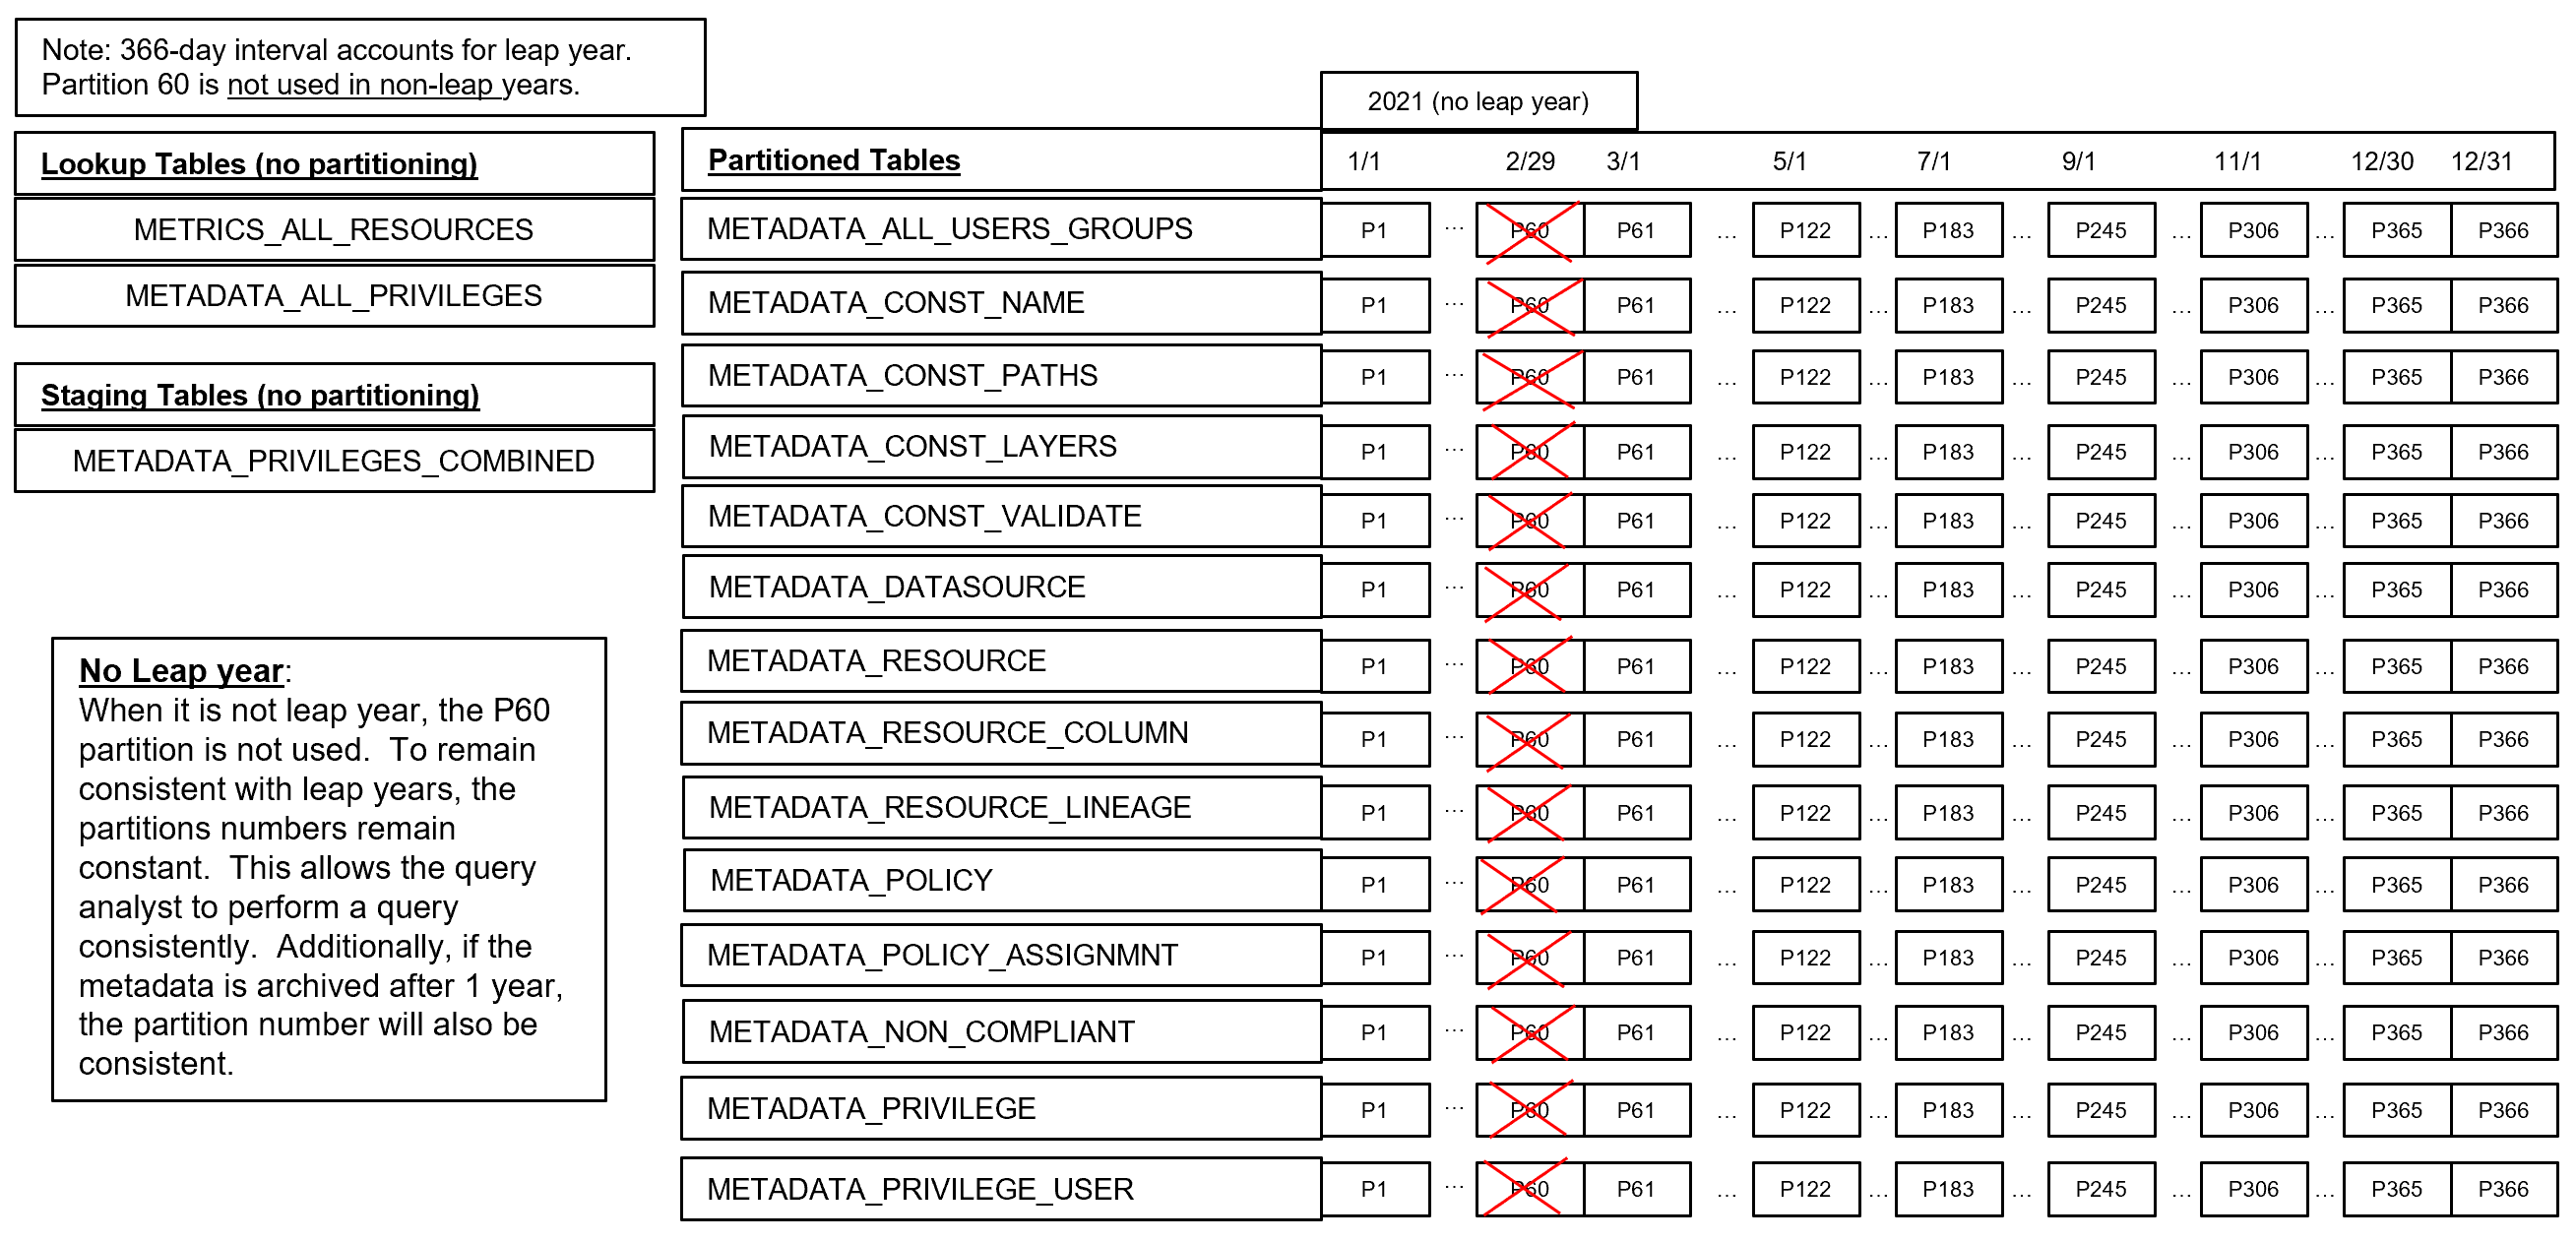 Note: 366-day interval accounts for leap year.
Partition 60 is not used in non-leap years.
2021 (no leap year)
Lookup Tables (no partitioning)
METRICS_ALL_RESOURCES
METADATA_ALL_PRIVILEGES
Staging Tables (no partitioning)
METADATA_PRIVILEGES_COMBINED
No Leap year:
When it is not leap year, the P60
partition is not used.  To remain
consistent with leap years, the
partitions numbers remain
constant.  This allows the query
analyst to perform a query
consistently.  Additionally, if the
metadata is archived after 1 year,
the partition number will also be
consistent.
Partitioned Tables 1/1 2/29 3/1 5/1 7/1 9/1 11/1 12/30 12/31
METADATA_ALL_USERS_GROUPS P1 ... P60 P61 ... P122 ... P183 ... P245 ... P306 ... P365 P366
METADATA_CONST_NAME P1 ... P60 P61 ... P122 ... P183 ... P245 ... P306 ... P365 P366
METADATA_CONST_PATHS P1 ... P60 P61 ... P122 ... P183 ... P245 ... P306 ... P365 P366
METADATA_CONST_LAYERS P1 ... P60 P61 ... P122 ... P183 ... P245 ... P306 ... P365 P366
METADATA_CONST_VALIDATE P1 ... P60 P61 ... P122 ... P183 ... P245 ... P306 ... P365 P366
METADATA_DATASOURCE P1 ... P60 P61 ... P122 ... P183 ... P245 ... P306 ... P365 P366
METADATA_RESOURCE P1 ... P60 P61 ... P122 ... P183 ... P245 ... P306 ... P365 P366
METADATA_RESOURCE_COLUMN P1 ... P60 P61 ... P122 ... P183 ... P245 ... P306 ... P365 P366
METADATA_RESOURCE_LINEAGE P1 ... P60 P61 ... P122 ... P183 ... P245 ... P306 ... P365 P366
METADATA_POLICY P1 ... P60 P61 ... P122 ... P183 ... P245 ... P306 ... P365 P366
METADATA_POLICY_ASSIGNMNT P1 ... P60 P61 ... P122 ... P183 ... P245 ... P306 ... P365 P366
METADATA_NON_COMPLIANT P1 ... P60 P61 ... P122 ... P183 ... P245 ... P306 ... P365 P366
METADATA_PRIVILEGE P1 ... P60 P61 ... P122 ... P183 ... P245 ... P306 ... P365 P366
METADATA_PRIVILEGE_USER P1 ... P60 P61 ... P122 ... P183 ... P245 ... P306 ... P365 P366